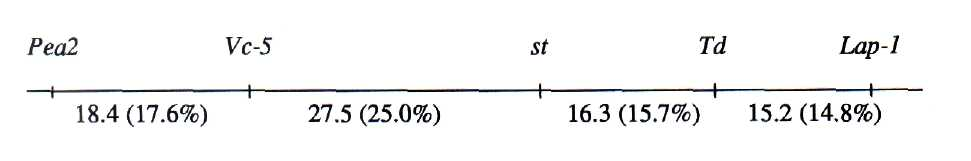 Pea2 Vc-5 st Td Lap-1
18.4 (17.6%) 27.5 (25.0%) 16.3 (15.7%) 15.2 (14.8%)